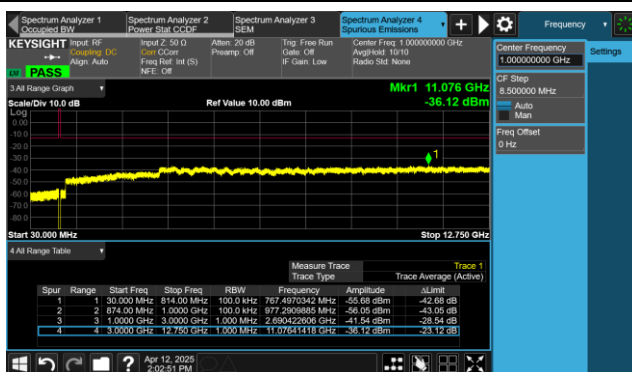 Spectrum Analyzer 1
Occupied BW
Spectrum Analyzer 2
Power Stat CCDF
Spectrum Analyzer 3
SEM
Spectrum Analyzer 4
Spurious Emissions
Frequency
KEYSIGHT
Input: RF
Coupling: DC
Align: Auto
Input Z: 50 Ω
Corr CCorr
Freq Ref: Int (S)
NFE: Off
Atten: 20 dB
Preamp: Off
Trig: Free Run
Gate: Off
IF Gain: Low
Center Freq: 1.000000000 GHz
Avg|Hold: 10/10
Radio Std: None
PASS
Center Frequency
1.000000000 GHz
Settings
CF Step
8.500000 MHz
Auto
Man
Freq Offset
0 Hz
3 All Range Graph
Mkr1 11.076 GHz
Scale/Div 10.0 dB
Ref Value 10.00 dBm
-36.12 dBm
Log
0.00
-10.0
-20.0
-30.0
-40.0
-50.0
-60.0
-70.0
-80.0
1
Start 30.000 MHz
Stop 12.750 GHz
4 All Range Table
Measure Trace Trace 1
Trace Type Trace Average (Active)
Spur Range Start Freq Stop Freq RBW Frequency Amplitude ΔLimit
1 1 30.000 MHz 814.00 MHz 100.0 kHz 767.4970342 MHz -55.68 dBm -42.68 dB
2 2 874.00 MHz 1.0000 GHz 100.0 kHz 977.2909885 MHz -56.05 dBm -43.05 dB
3 3 1.0000 GHz 3.0000 GHz 1.000 MHz 2.690422606 GHz -41.54 dBm -28.54 dB
4 4 3.0000 GHz 12.750 GHz 1.000 MHz 11.07641418 GHz -36.12 dBm -23.12 dB
?
Apr 12, 2025
2:02:51 PM